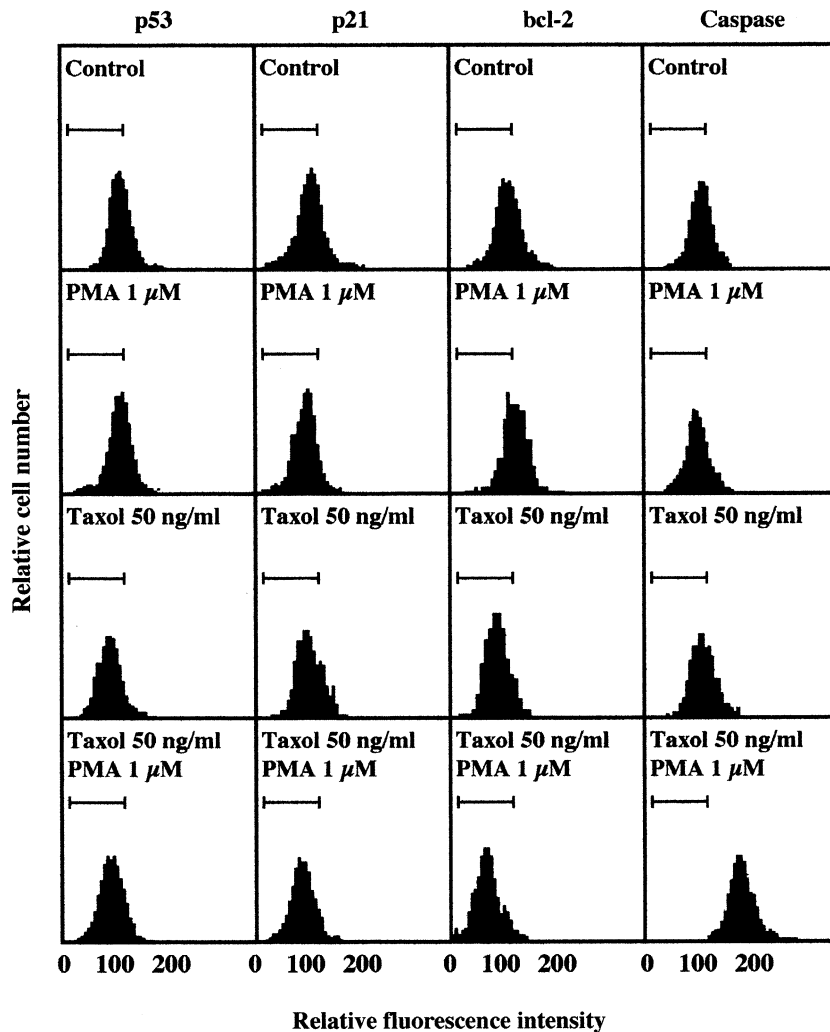 p53 p21 bcl-2 Caspase
Control Control Control Control
PMA 1 µM PMA 1 µM PMA 1 µM PMA 1 µM
Taxol 50 ng/ml Taxol 50 ng/ml Taxol 50 ng/ml Taxol 50 ng/ml
Taxol 50 ng/ml Taxol 50 ng/ml Taxol 50 ng/ml Taxol 50 ng/ml
PMA 1 µM PMA 1 µM PMA 1 µM PMA 1 µM
Relative cell number
0 100 200 0 100 200 0 100 200 0 100 200
Relative fluorescence intensity